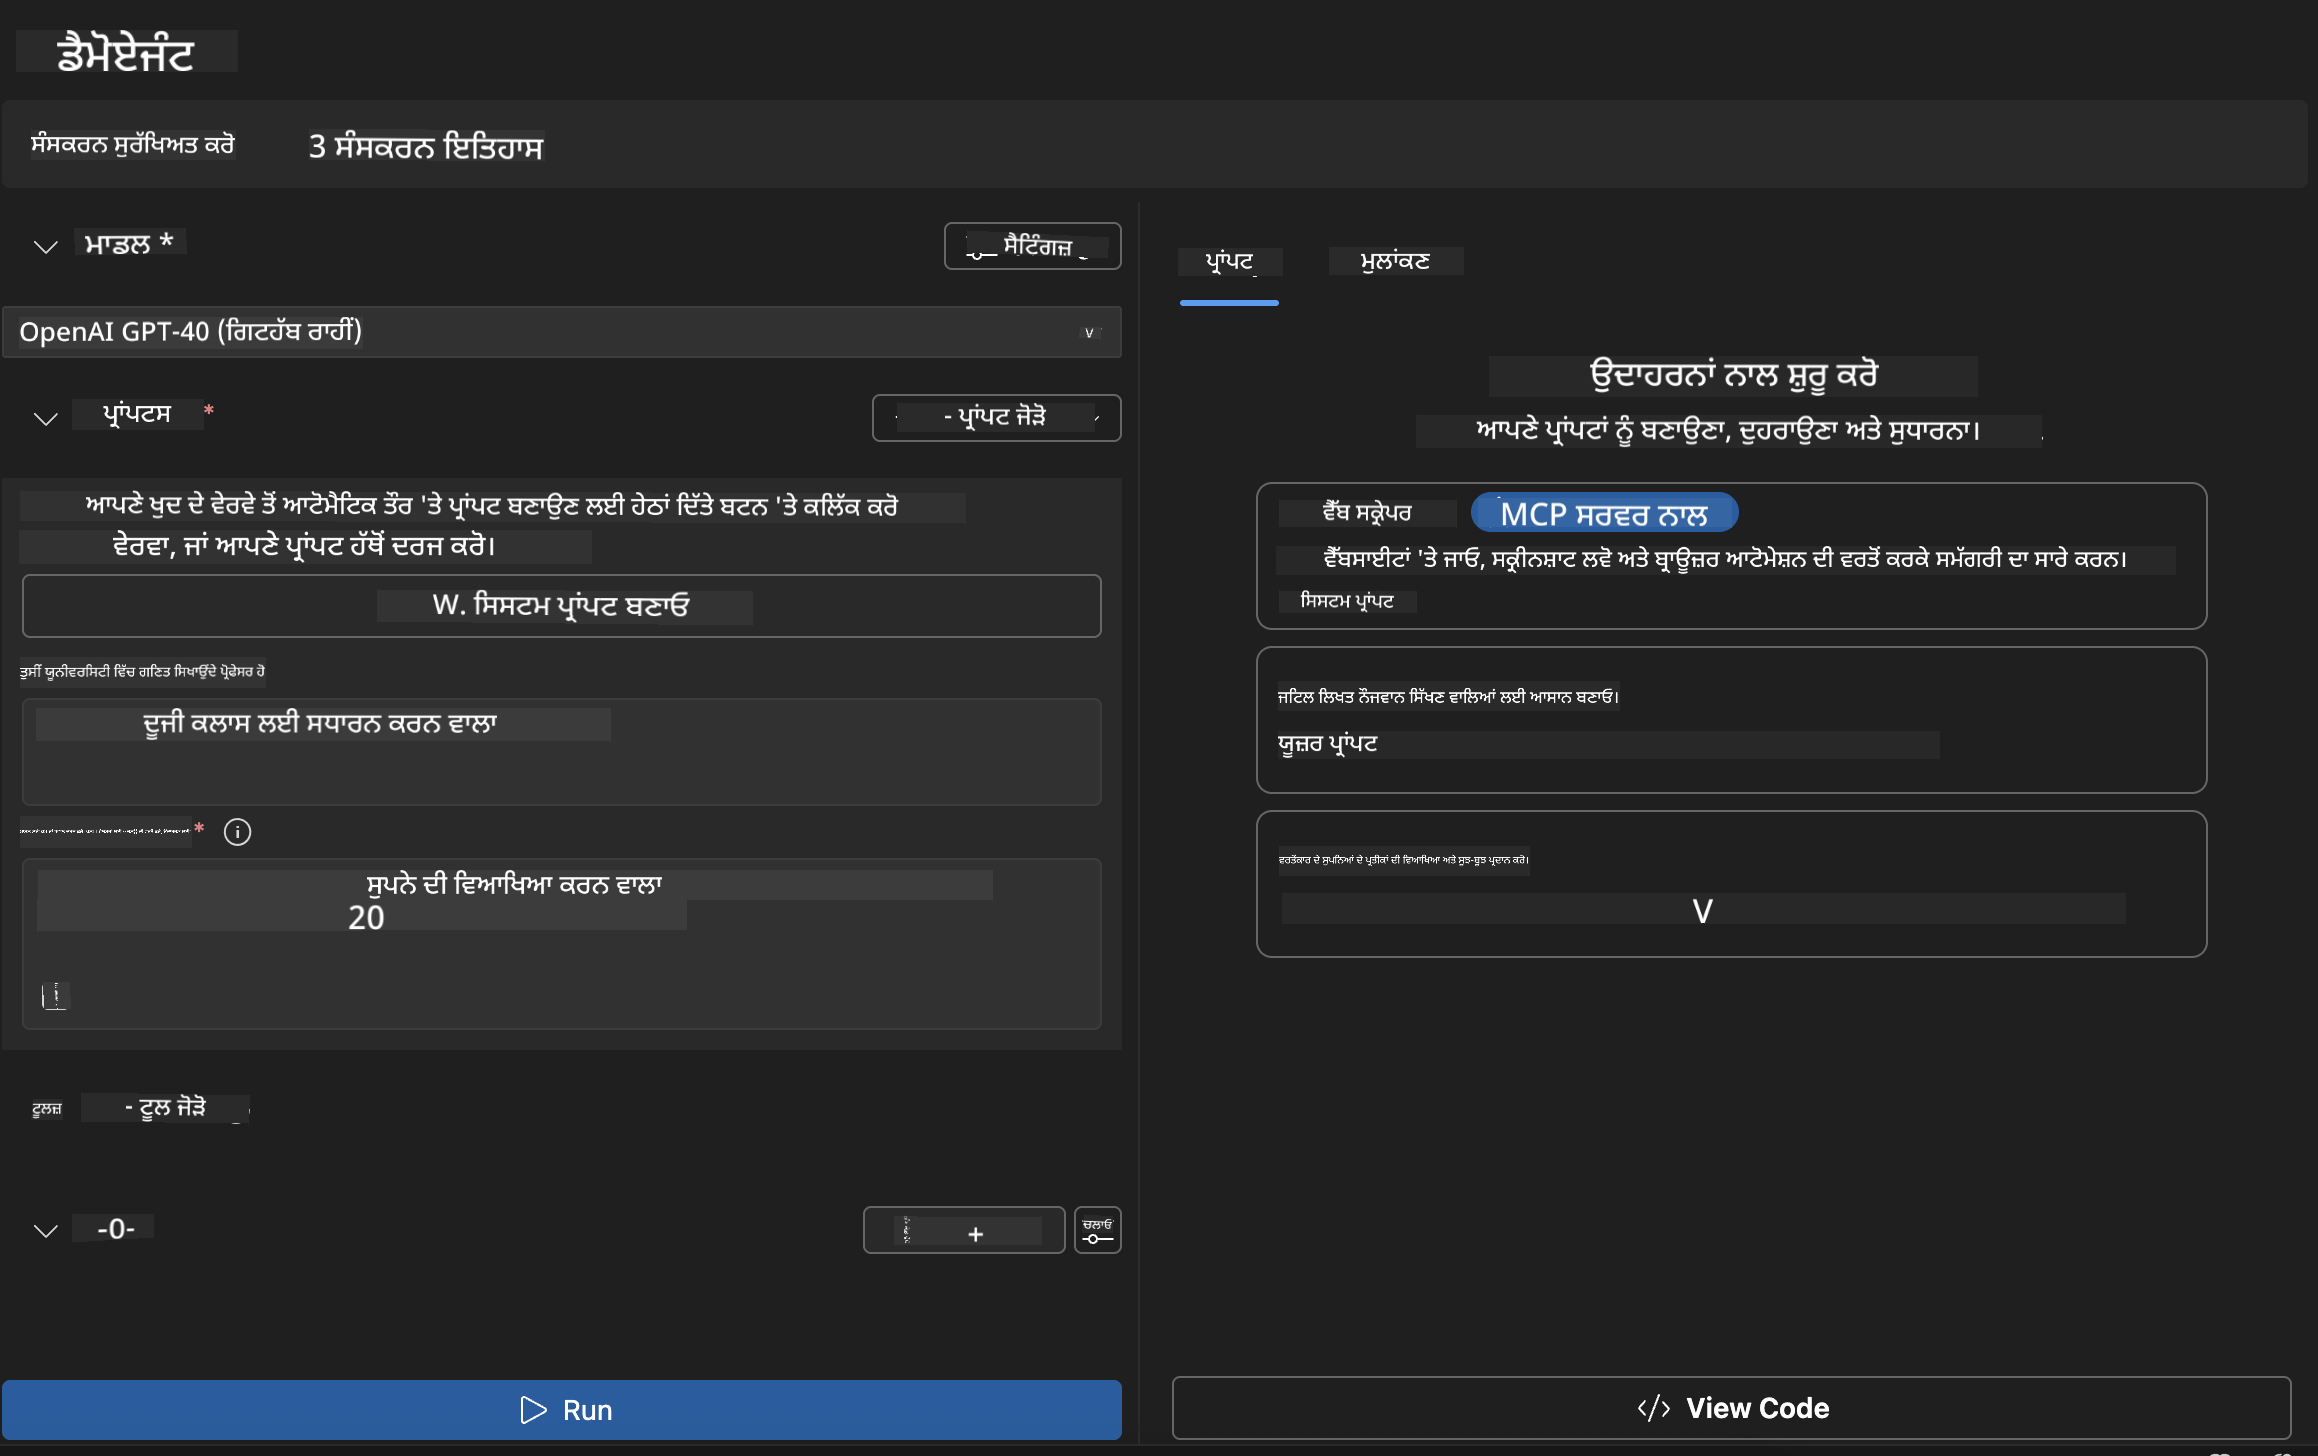 ਡੈਮੋਏਜੰਟ
ਸੰਸਕਰਨ ਸੁਰੱਖਿਅਤ ਕਰੋ 3 ਸੰਸਕਰਨ ਇਤਿਹਾਸ
ਮਾਡਲ * ਸੈਟਿੰਗਜ਼
OpenAI GPT-40 (ਗਿਟਹੱਬ ਰਾਹੀਂ) v
ਪ੍ਰਾਂਪਟਸ * - ਪ੍ਰਾਂਪਟ ਜੋੜੋ
ਆਪਣੇ ਖੁਦ ਦੇ ਵੇਰਵੇ ਤੋਂ ਆਟੋਮੈਟਿਕ ਤੌਰ 'ਤੇ ਪ੍ਰਾਂਪਟ ਬਣਾਉਣ ਲਈ ਹੇਠਾਂ ਦਿੱਤੇ ਬਟਨ 'ਤੇ ਕਲਿੱਕ ਕਰੋ
ਵੇਰਵਾ, ਜਾਂ ਆਪਣੇ ਪ੍ਰਾਂਪਟ ਹੱਥੋਂ ਦਰਜ ਕਰੋ।
W. ਸਿਸਟਮ ਪ੍ਰਾਂਪਟ ਬਣਾਓ
ਤੁਸੀਂ ਯੂਨੀਵਰਸਿਟੀ ਵਿੱਚ ਗਣਿਤ ਸਿਖਾਉਂਦੇ ਪ੍ਰੋਫੇਸਰ ਹੋ
ਦੂਜੀ ਕਲਾਸ ਲਈ ਸਧਾਰਨ ਕਰਨ ਵਾਲਾ
*
ਸੁਪਨੇ ਦੀ ਵਿਆਖਿਆ ਕਰਨ ਵਾਲਾ
20
ਟੂਲਜ਼ - ਟੂਲ ਜੋੜੋ
-0- + ਚਲਾਓ
Run
ਪ੍ਰਾਂਪਟ ਮੁਲਾਂਕਣ
ਉਦਾਹਰਨਾਂ ਨਾਲ ਸ਼ੁਰੂ ਕਰੋ
ਆਪਣੇ ਪ੍ਰਾਂਪਟਾਂ ਨੂੰ ਬਣਾਉਣਾ, ਦੁਹਰਾਉਣਾ ਅਤੇ ਸੁਧਾਰਨਾ।
ਵੈੱਬ ਸਕ੍ਰੇਪਰ MCP ਸਰਵਰ ਨਾਲ
ਵੈੱਬਸਾਈਟਾਂ 'ਤੇ ਜਾਓ, ਸਕ੍ਰੀਨਸ਼ਾਟ ਲਵੋ ਅਤੇ ਬ੍ਰਾਊਜ਼ਰ ਆਟੋਮੇਸ਼ਨ ਦੀ ਵਰਤੋਂ ਕਰਕੇ ਸਮੱਗਰੀ ਦਾ ਸਾਰੇ ਕਰਨ।
ਸਿਸਟਮ ਪ੍ਰਾਂਪਟ
ਜਟਿਲ ਲਿਖਤ ਨੌਜਵਾਨ ਸਿੱਖਣ ਵਾਲਿਆਂ ਲਈ ਆਸਾਨ ਬਣਾਓ।
ਯੂਜ਼ਰ ਪ੍ਰਾਂਪਟ
ਵਰਤੋਂਕਾਰ ਦੇ ਸੁਪਨਿਆਂ ਦੇ ਪ੍ਰਤੀਕਾਂ ਦੀ ਵਿਆਖਿਆ ਅਤੇ ਸੂਝ-ਬੂਝ ਪ੍ਰਦਾਨ ਕਰੋ।
V
</> View Code